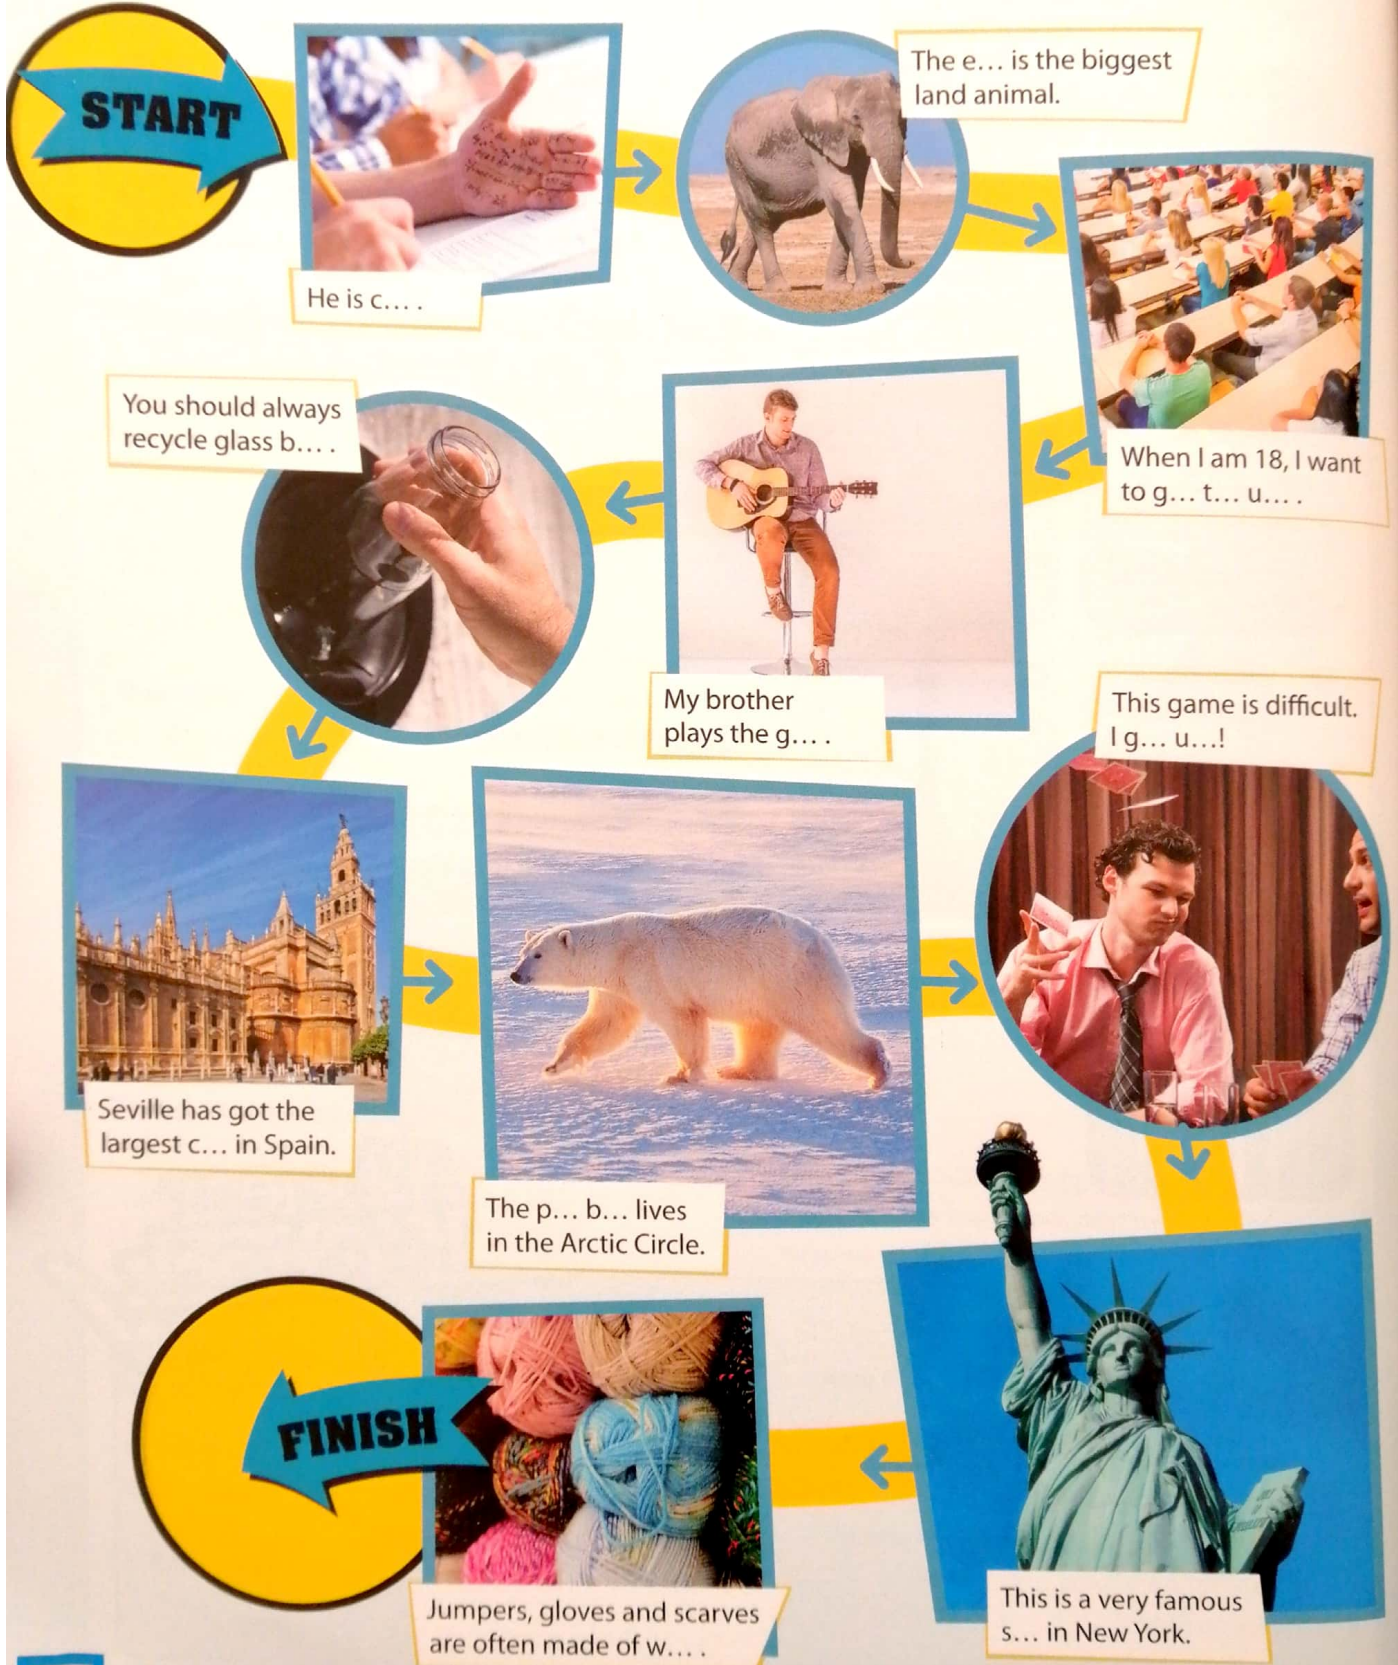 START
He is c... .
The e... is the biggest
land animal.
When I am 18, I want
to g... t... u... .
My brother
plays the g... .
You should always
recycle glass b... .
Seville has got the
largest c... in Spain.
The p... b... lives
in the Arctic Circle.
This game is difficult.
I g... u...!
This is a very famous
s... in New York.
Jumpers, gloves and scarves
are often made of w... .
FINISH